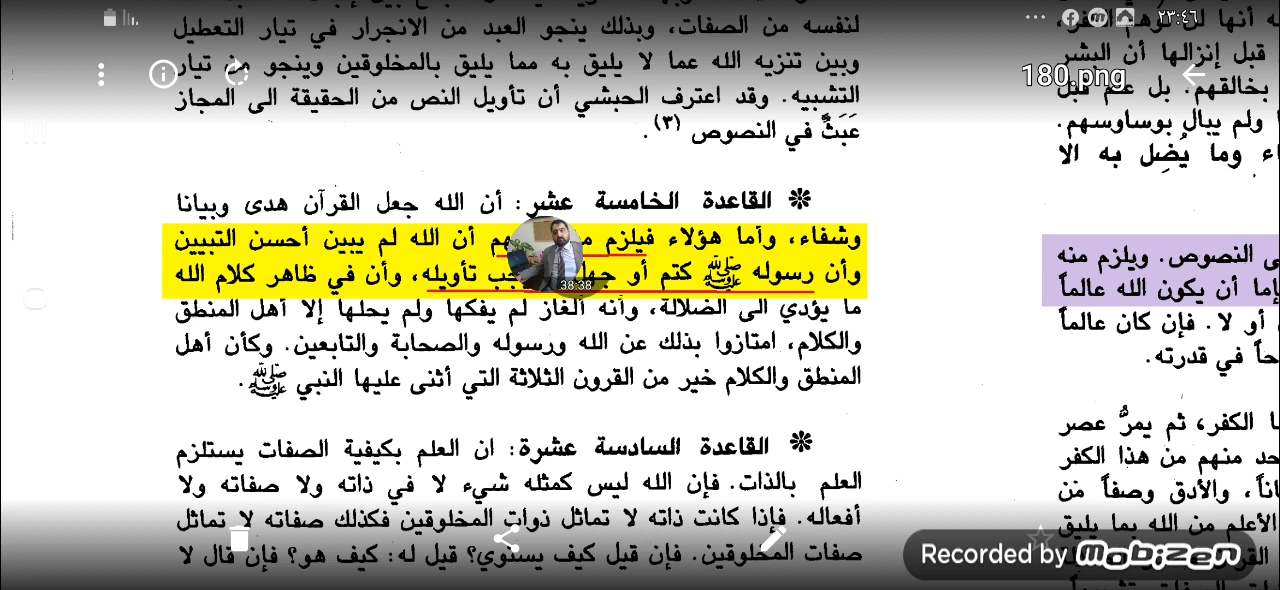 ٢٣:٤٦
180.png
لنفسه من الصفات، وبذلك ينجو العبد من الانجرار في تيار التعطيل
وبين تنزيه الله عما لا يليق به مما يليق بالمخلوقين وينجو من تيار
التشبيه. وقد اعترف الحبشي أن تأويل النص من الحقيقة الى المجاز
عَبَثٌ في النصوص (٣).
❊ القاعدة الخامسة عشر: أن الله جعل القرآن هدى وبيانا
وشفاء، وأما هؤلاء فيلزم أن الله لم يبين أحسن التبيين
وأن رسوله ﷺ كتم أو تأويله، وأن في ظاهر كلام الله
ما يؤدي الى الضلالة، وأنه ألغاز لم يفكها ولم يحلها إلا أهل المنطق
والكلام، امتازوا بذلك عن الله ورسوله والصحابة والتابعين. وكأن أهل
المنطق والكلام خير من القرون الثلاثة التي أثنى عليها النبي ﷺ.
❊ القاعدة السادسة عشرة: ان العلم بكيفية الصفات يستلزم
العلم بالذات. فإن الله ليس كمثله شيء لا في ذاته ولا صفاته ولا
أفعاله. فإذا كانت ذاته لا تماثل ذوات المخلوقين فكذلك صفاته لا تماثل
صفات المخلوقين. فإن قيل كيف يستوي؟ قيل له: كيف هو؟ فإن قال لا
38:38
قبل إنزالها أن البشر
بخالقهم. بل علم قبل
ولم يبال بوساوسهم.
وما يُضِل به الا
النصوص. ويلزم منه
إما أن يكون الله عالماً
أو لا. فإن كان عالماً
في قدرته.
الكفر، ثم يمرُّ عصر
منهم من هذا الكفر
والأدق وصفاً من
الأعلم من الله بما يليق
Recorded by mobizen